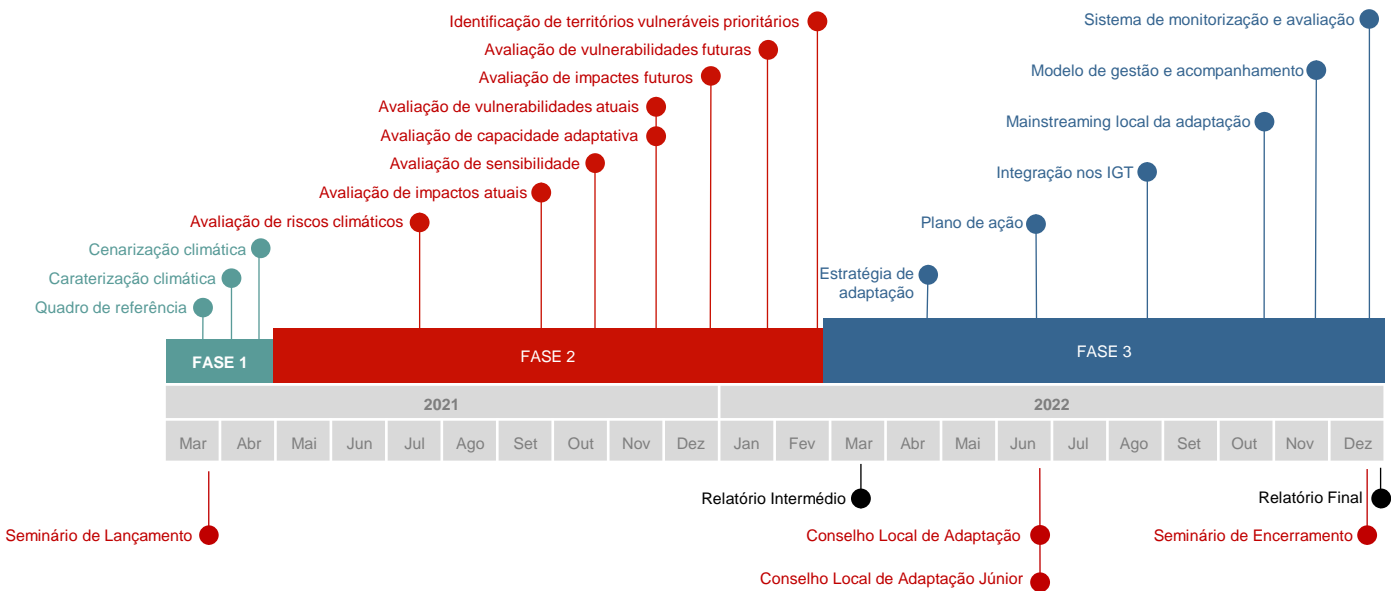 Identificação de territórios vulneráveis prioritários
Sistema de monitorização e avaliação
Avaliação de vulnerabilidades futuras
Modelo de gestão e acompanhamento
Avaliação de impactes futuros
Avaliação de vulnerabilidades atuais
Mainstreaming local da adaptação
Avaliação de capacidade adaptativa
Avaliação de sensibilidade
Integração nos IGT
Avaliação de impactos atuais
Avaliação de riscos climáticos
Plano de ação
Cenarização climática
Estratégia de
adaptação
Caraterização climática
Quadro de referência
FASE 1
FASE 2
FASE 3
2021
2022
Mar Abr Mai Jun Jul Ago Set Out Nov Dez Jan Fev Mar Abr Mai Jun Jul Ago Set Out Nov Dez
Relatório Intermédio
Relatório Final
Seminário de Lançamento
Conselho Local de Adaptação
Seminário de Encerramento
Conselho Local de Adaptação Júnior